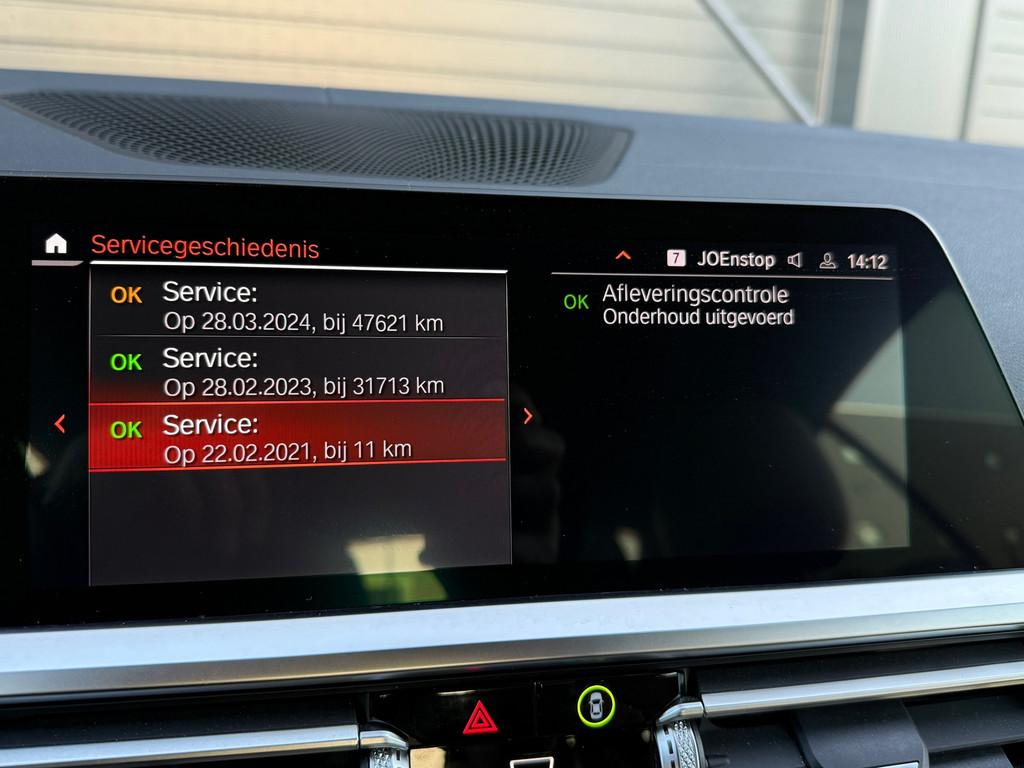 Servicegeschiedenis
7 JOEnstop 14:12
OK Service:
Op 28.03.2024, bij 47621 km
OK Service:
Op 28.02.2023, bij 31713 km
OK Service:
Op 22.02.2021, bij 11 km
OK Afleveringscontrole
Onderhoud uitgevoerd